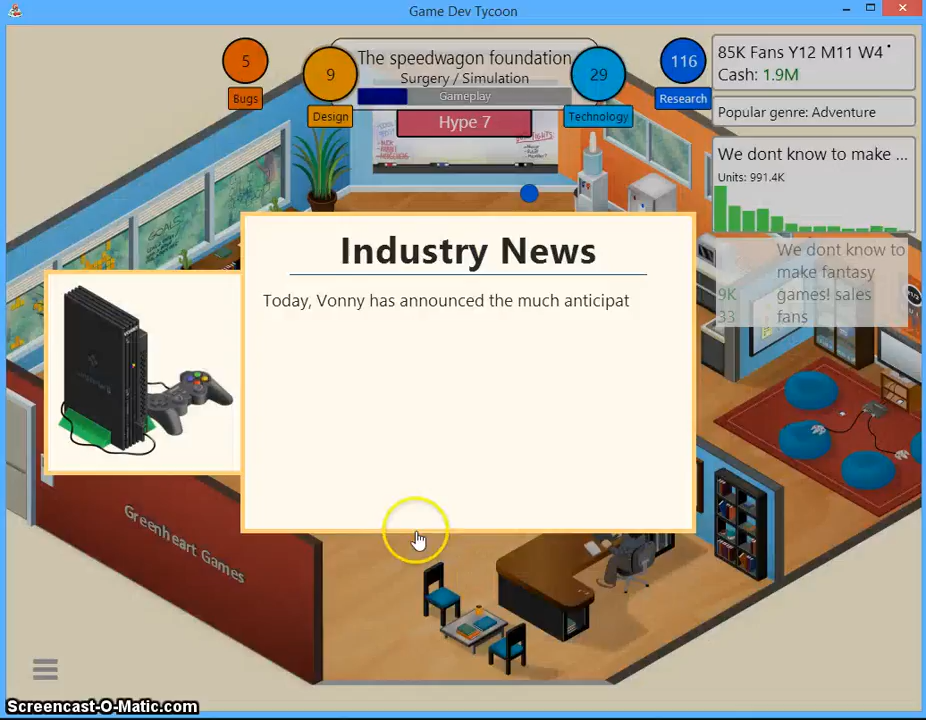 Game Dev Tycoon
5
Bugs
9
Design
The speedwagon foundation
Surgery / Simulation
Gameplay
Hype 7
29
Technology
116
Research
85K Fans Y12 M11 W4
Cash: 1.9M
Popular genre: Adventure
We dont know to make ...
Units: 991.4K
We dont know to
make fantasy
9K games! sales
33 fans
GOALS
Industry News
Today, Vonny has announced the much anticipat
Greenheart Games
Screencast-O-Matic.com